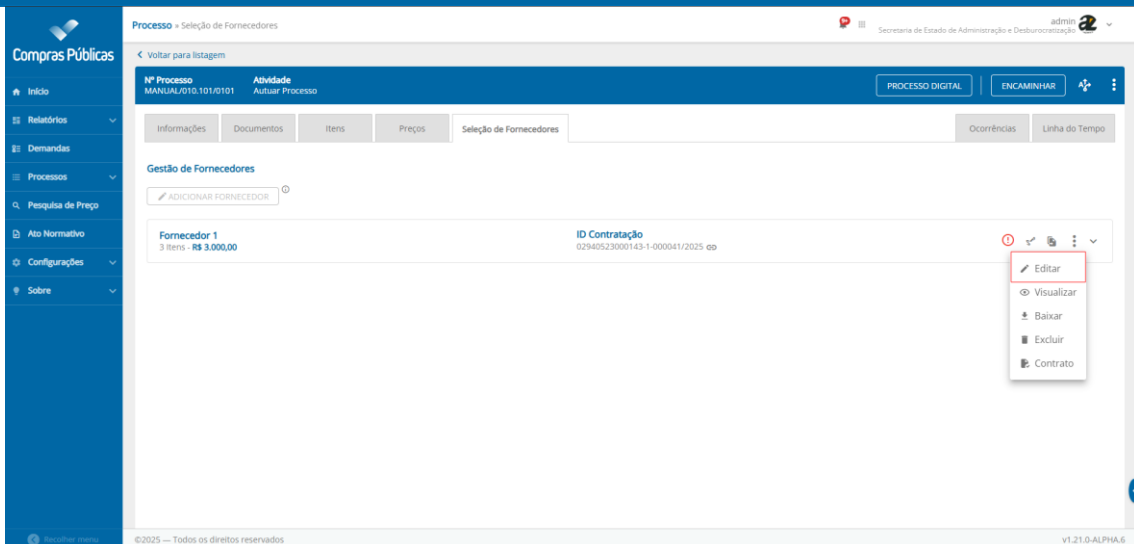 Compras Públicas
Início
Relatórios
Demandas
Processos
Pesquisa de Preço
Ato Normativo
Configurações
Sobre
Recolher menu
Processo » Seleção de Fornecedores
9+
admin
Secretaria de Estado de Administração e Desburocratização
Voltar para listagem
Nº Processo
MANUAL/010.101/0101
Atividade
Autuar Processo
PROCESSO DIGITAL
ENCAMINHAR
Informações
Documentos
Itens
Preços
Seleção de Fornecedores
Ocorrências
Linha do Tempo
Gestão de Fornecedores
ADICIONAR FORNECEDOR
Fornecedor 1
3 Itens - R$ 3.000,00
ID Contratação
02940523000143-1-000041/2025
Editar
Visualizar
Baixar
Excluir
Contrato
©2025 — Todos os direitos reservados
v1.21.0-ALPHA.6